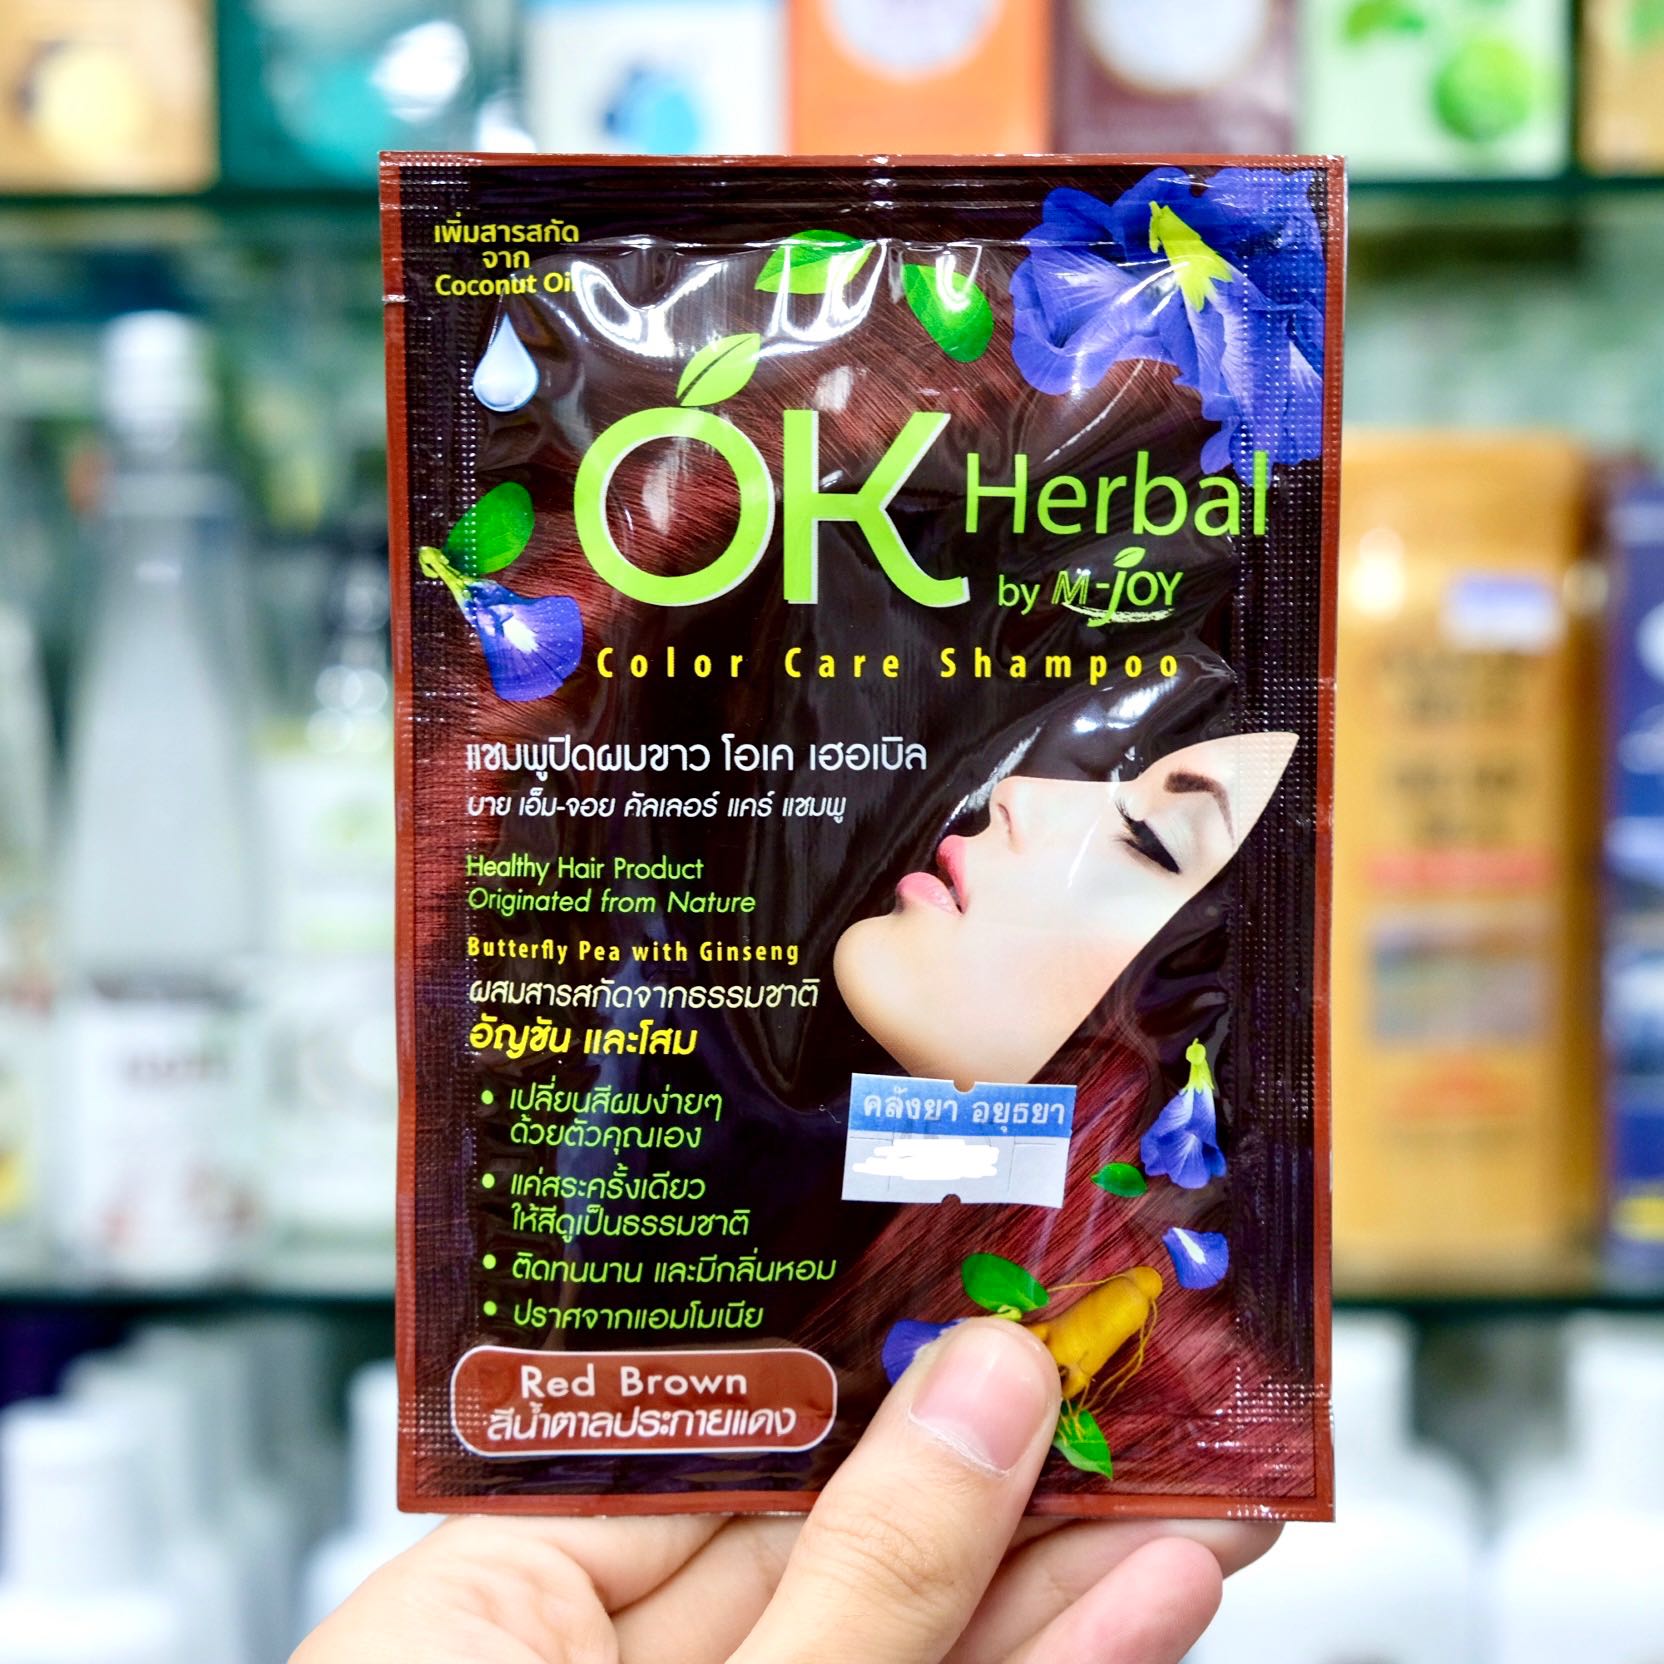 เพิ่มสารสกัด
จาก
Coconut Oil
OK Herbal
by M-JOY
Color Care Shampoo
แชมพูปิดผมขาว โอเค เฮอเบิล
บาย เอ็ม-จอย คัลเลอร์ แคร์ แชมพู
Healthy Hair Product
Originated from Nature
Butterfly Pea with Ginseng
ผสมสารสกัดจากธรรมชาติ
อัญชัน และโสม
• เปลี่ยนสีผมง่ายๆ
ด้วยตัวคุณเอง
• แค่สระครั้งเดียว
ให้สีดูเป็นธรรมชาติ
• ติดทนนาน และมีกลิ่นหอม
• ปราศจากแอมโมเนีย
คลังยา อยุธยา
Red Brown
สีน้ำตาลประกายแดง